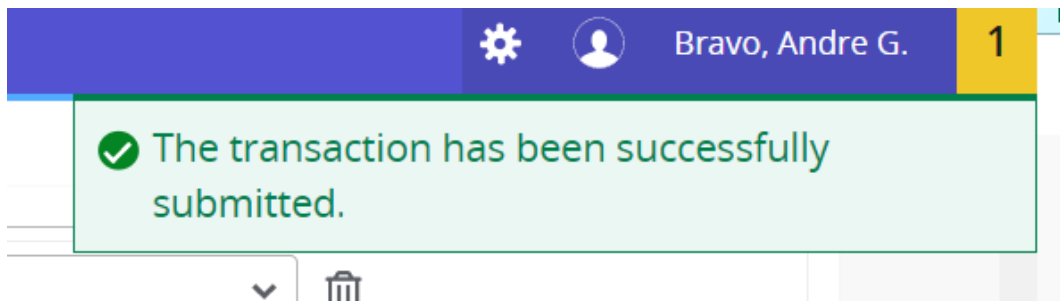 Bravo, Andre G.
1
The transaction has been successfully
submitted.